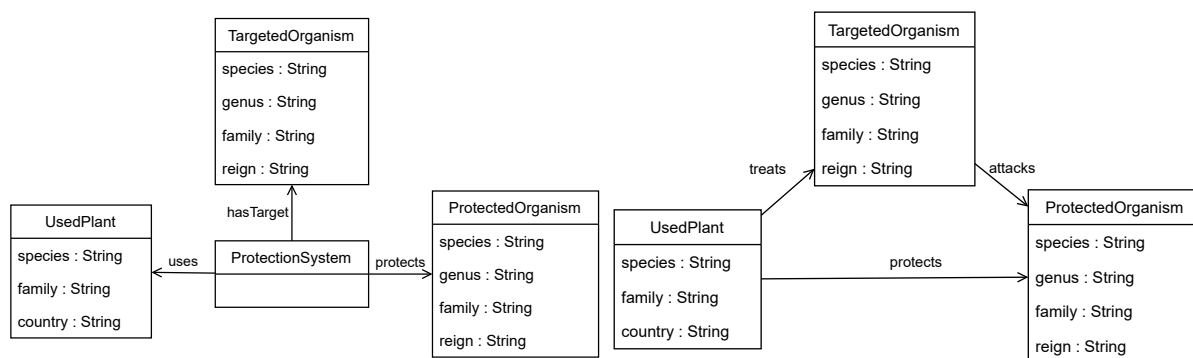 TargetedOrganism
species : String
genus : String
family : String
reign : String
hasTarget
UsedPlant
species : String
family : String
country : String
uses
ProtectionSystem
protects
ProtectedOrganism
species : String
genus : String
family : String
reign : String
TargetedOrganism
species : String
genus : String
family : String
reign : String
treats
attacks
UsedPlant
species : String
family : String
country : String
protects
ProtectedOrganism
species : String
genus : String
family : String
reign : String